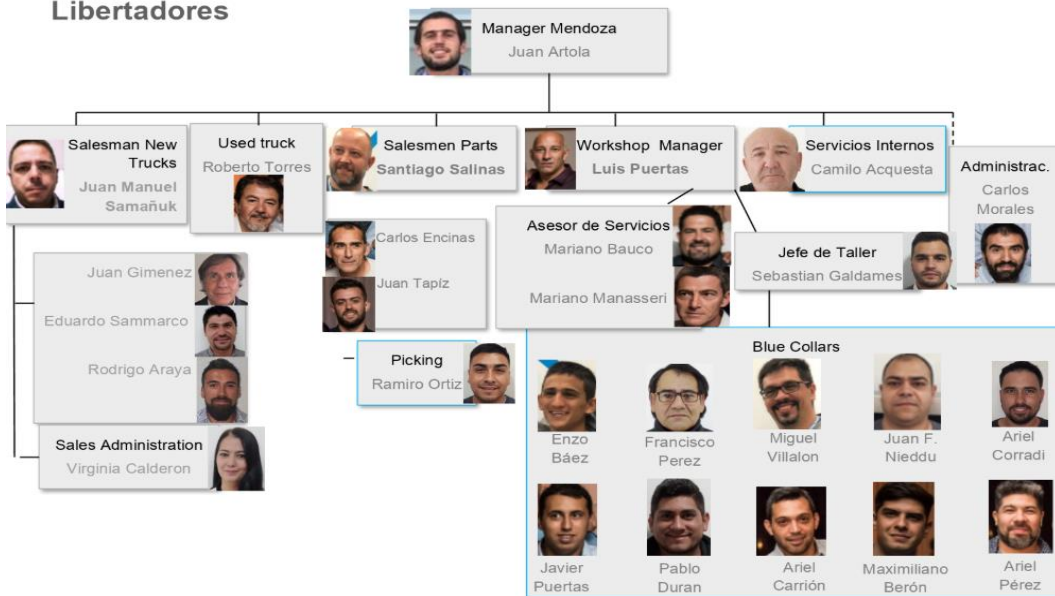 Libertadores
Manager Mendoza
Juan Artola
Salesman New
Trucks
Juan Manuel
Samañuk
Used truck
Roberto Torres
Salesmen Parts
Santiago Salinas
Workshop Manager
Luis Puertas
Servicios Internos
Camilo Acquesta
Administrac.
Carlos
Morales
Juan Gimenez
Eduardo Sammarco
Rodrigo Araya
Sales Administration
Virginia Calderon
Carlos Encinas
Juan Tapíz
Picking
Ramiro Ortiz
Asesor de Servicios
Mariano Bauco
Mariano Manasseri
Jefe de Taller
Sebastian Galdames
Blue Collars
Enzo
Báez
Francisco
Perez
Miguel
Villalon
Juan F.
Nieddu
Ariel
Corradi
Javier
Puertas
Pablo
Duran
Ariel
Carrión
Maximiliano
Berón
Ariel
Pérez